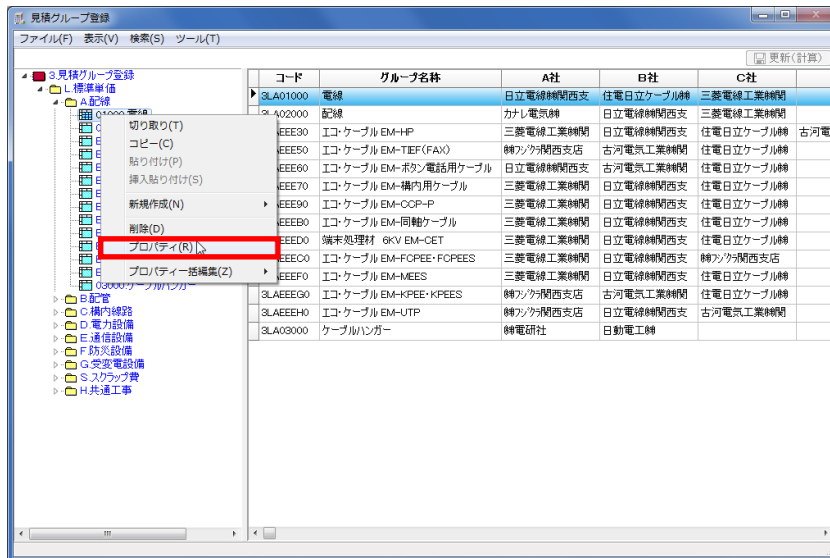 見積グループ登録
ファイル(F) 表示(V) 検索(S) ツール(T)
更新(計算)
3.見積グループ登録
L.標準単価
A.配線
01000.電線
切り取り(T)
コピー(C)
貼り付け(P)
挿入貼り付け(S)
新規作成(N)
削除(D)
プロパティ(R)
プロパティ一括編集(Z)
03000.ケーブルハンガー
B.配管
C.構内線路
D.電力設備
E.通信設備
F.防災設備
G.受変電設備
S.スクラップ費
H.共通工事
コード グループ名称 A社 B社 C社
3LA01000 電線 日立電線㈱関西支 住電日立ケーブル㈱ 三菱電線工業㈱関
LA02000 配線 カナレ電気㈱ 日立電線㈱関西支 三菱電線工業㈱関
AEEE30 エコ・ケーブル EM-HP 三菱電線工業㈱関 日立電線㈱関西支 住電日立ケーブル㈱ 古河電
AEEE50 エコ・ケーブル EM-TIEF(FAX) ㈱フジクラ関西支店 古河電気工業㈱関 住電日立ケーブル㈱
AEEE60 エコ・ケーブル EM-ボタン電話用ケーブル 日立電線㈱関西支 古河電気工業㈱関 住電日立ケーブル㈱
AEEE70 エコ・ケーブル EM-構内用ケーブル 三菱電線工業㈱関 日立電線㈱関西支 住電日立ケーブル㈱
AEEE90 エコ・ケーブル EM-CCP-P 三菱電線工業㈱関 日立電線㈱関西支 住電日立ケーブル㈱
AEEEB0 エコ・ケーブル EM-同軸ケーブル 三菱電線工業㈱関 日立電線㈱関西支 住電日立ケーブル㈱
AEEED0 端末処理材 6KV EM-CET 三菱電線工業㈱関 日立電線㈱関西支 住電日立ケーブル㈱
AEEEC0 エコ・ケーブル EM-FCPEE・FCPEES 三菱電線工業㈱関 日立電線㈱関西支 ㈱フジクラ関西支店
AEEEF0 エコ・ケーブル EM-MEES 三菱電線工業㈱関 日立電線㈱関西支 住電日立ケーブル㈱
3LAEEEG0 エコ・ケーブル EM-KPEE・KPEES ㈱フジクラ関西支店 古河電気工業㈱関 住電日立ケーブル㈱
3LAEEEH0 エコ・ケーブル EM-UTP ㈱フジクラ関西支店 日立電線㈱関西支 古河電気工業㈱関
3LA03000 ケーブルハンガー ㈱電研社 日動電工㈱